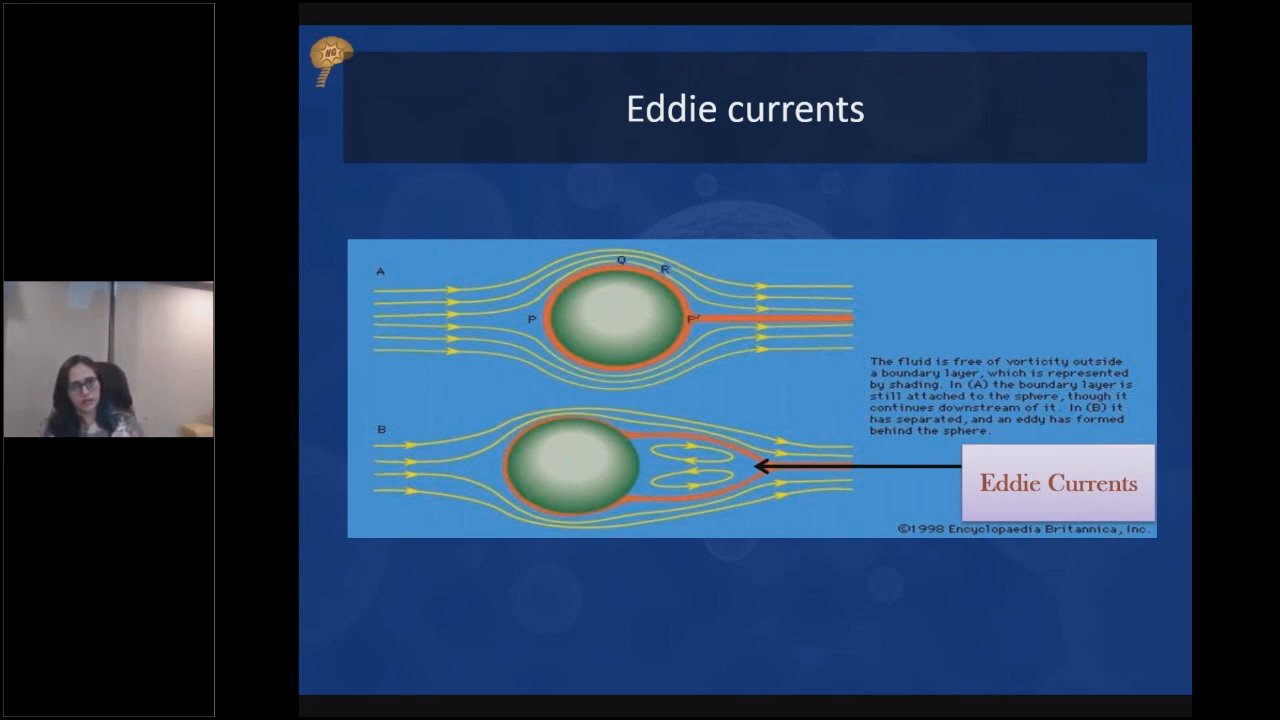 NG
Eddie currents
A
Q
R
P
P'
B
The fluid is free of vorticity outside
a boundary layer, which is represented
by shading. In (A) the boundary layer is
still attached to the sphere, though it
continues downstream of it. In (B) it
has separated, and an eddy has formed
behind the sphere.
Eddie Currents
©1998 Encyclopaedia Britannica, Inc.